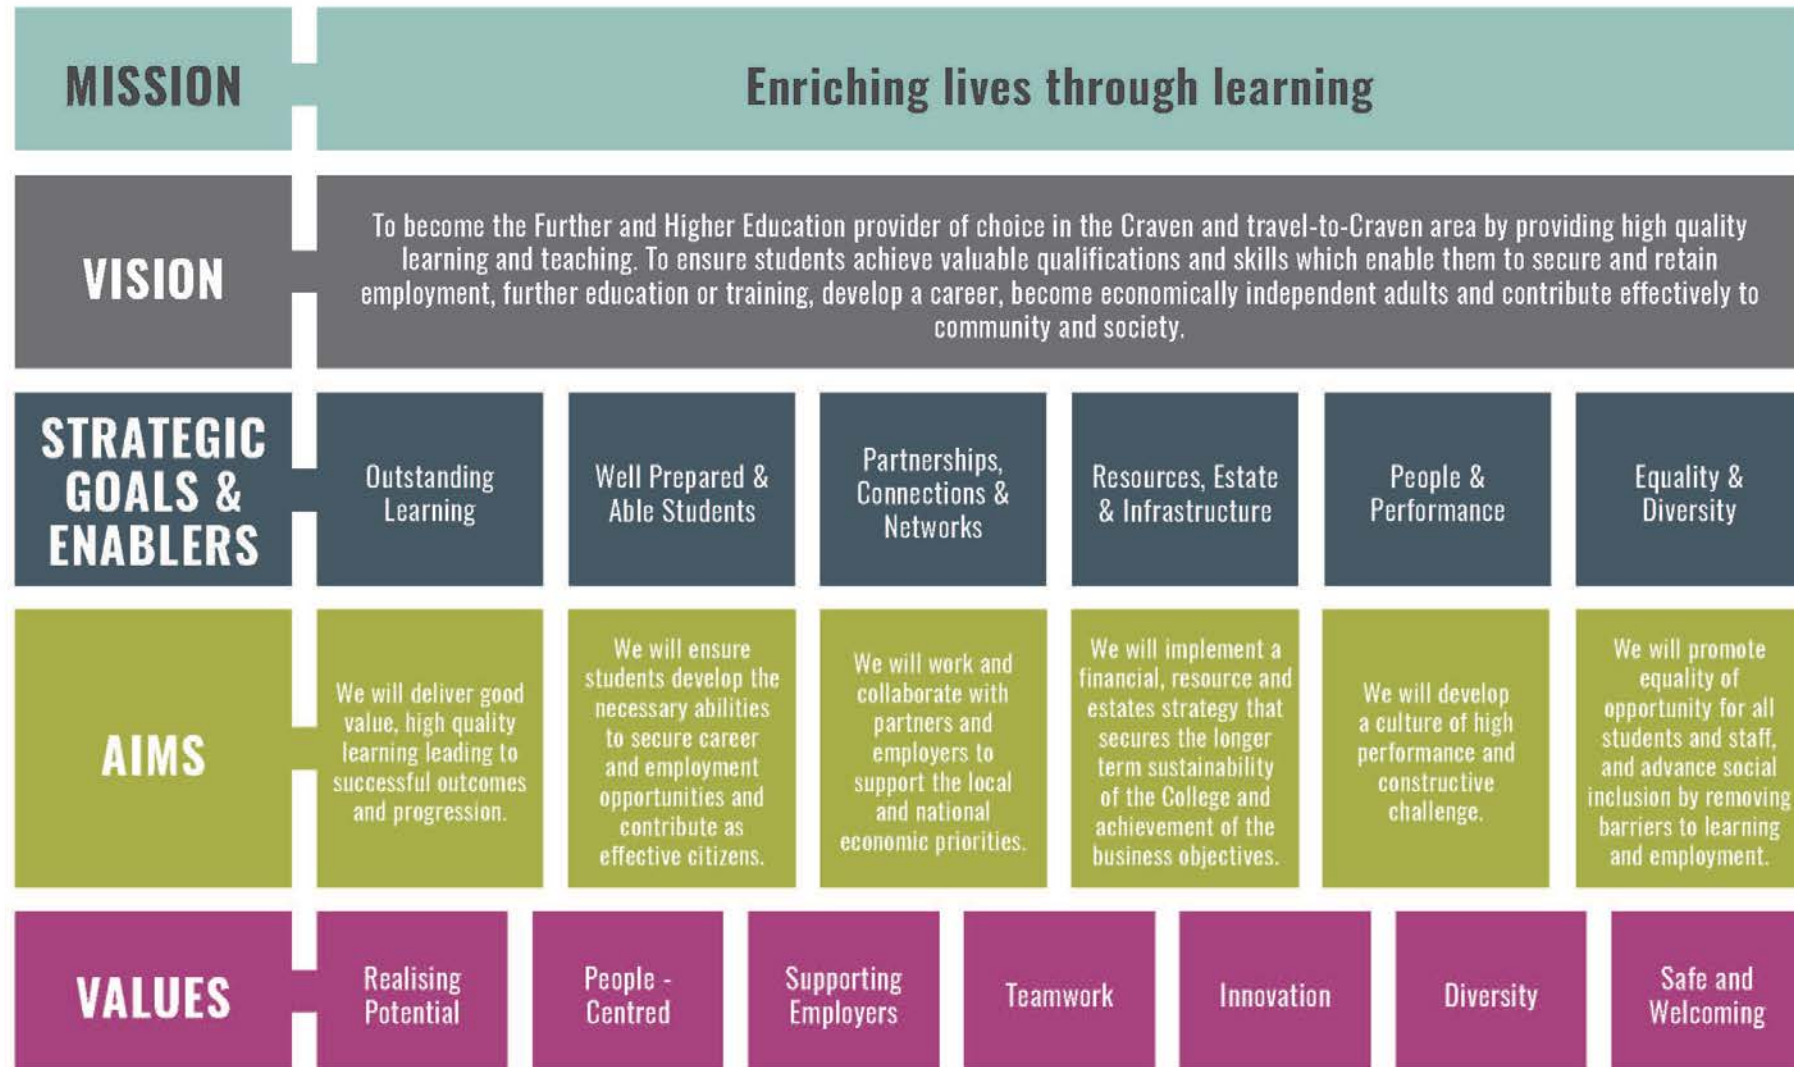 MISSION
Enriching lives through learning
VISION
To become the Further and Higher Education provider of choice in the Craven and travel-to-Craven area by providing high quality
learning and teaching. To ensure students achieve valuable qualifications and skills which enable them to secure and retain
employment, further education or training, develop a career, become economically independent adults and contribute effectively to
community and society.
STRATEGIC
GOALS &
ENABLERS
Outstanding
Learning
Well Prepared &
Able Students
Partnerships,
Connections &
Networks
Resources, Estate
& Infrastructure
People &
Performance
Equality &
Diversity
AIMS
We will deliver good
value, high quality
learning leading to
successful outcomes
and progression.
We will ensure
students develop the
necessary abilities
to secure career
and employment
opportunities and
contribute as
effective citizens.
We will work and
collaborate with
partners and
employers to
support the local
and national
economic priorities.
We will implement a
financial, resource and
estates strategy that
secures the longer
term sustainability
of the College and
achievement of the
business objectives.
We will develop
a culture of high
performance and
constructive
challenge.
We will promote
equality of
opportunity for all
students and staff,
and advance social
inclusion by removing
barriers to learning
and employment.
VALUES
Realising
Potential
People -
Centred
Supporting
Employers
Teamwork
Innovation
Diversity
Safe and
Welcoming